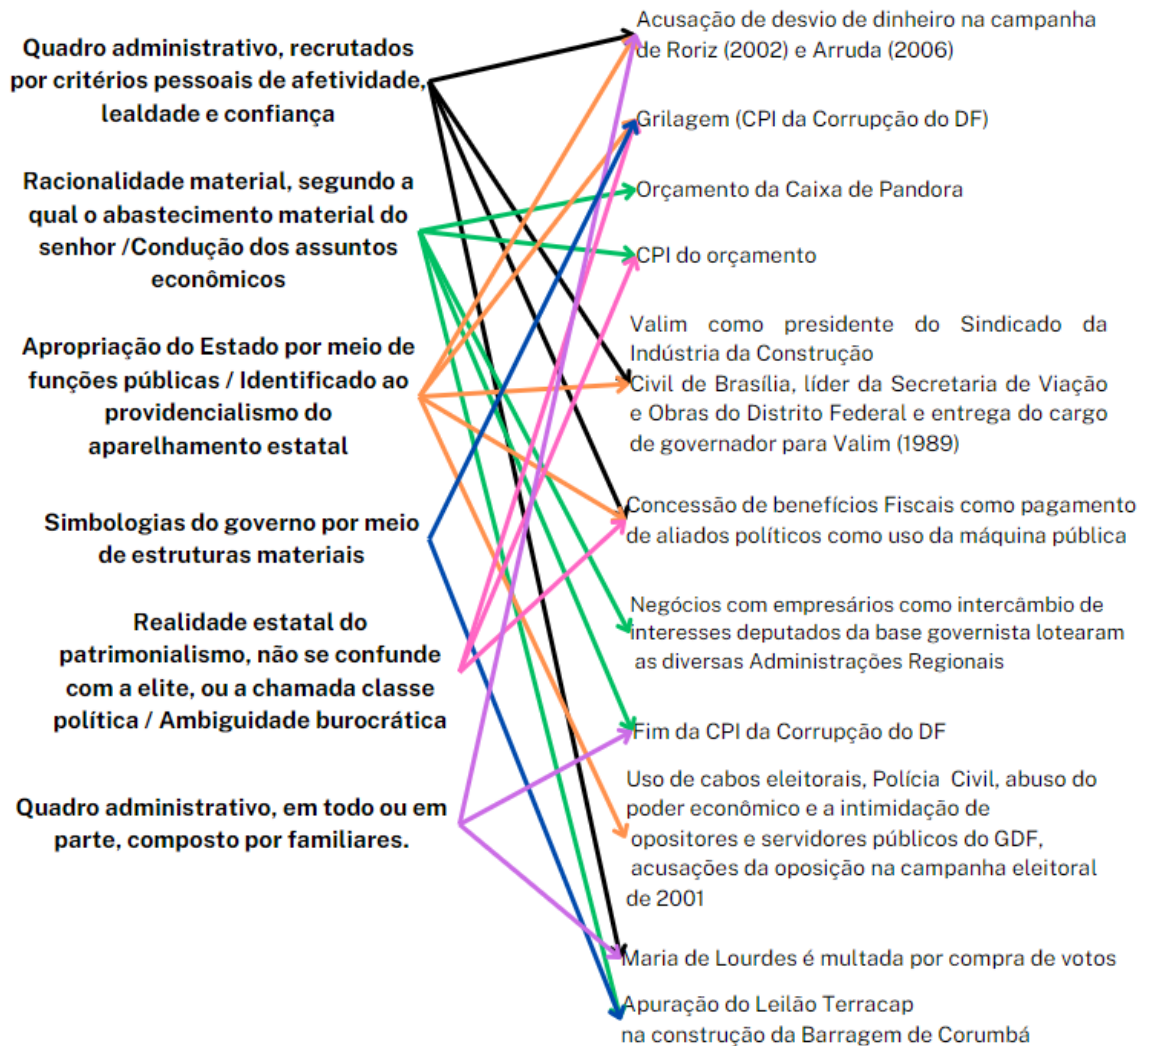 Quadro administrativo, recrutados
por critérios pessoais de afetividade,
lealdade e confiança
Racionalidade material, segundo a
qual o abastecimento material do
senhor /Condução dos assuntos
econômicos
Apropriação do Estado por meio de
funções públicas / Identificado ao
providencialismo do
aparelhamento estatal
Simbologias do governo por meio
de estruturas materiais
Realidade estatal do
patrimonialismo, não se confunde
com a elite, ou a chamada classe
política / Ambiguidade burocrática
Quadro administrativo, em todo ou em
parte, composto por familiares.
Acusação de desvio de dinheiro na campanha
de Roriz (2002) e Arruda (2006)
Grilagem (CPI da Corrupção do DF)
Orçamento da Caixa de Pandora
CPI do orçamento
Valim como presidente do Sindicado da
Indústria da Construção
Civil de Brasília, líder da Secretaria de Viação
e Obras do Distrito Federal e entrega do cargo
de governador para Valim (1989)
Concessão de benefícios Fiscais como pagamento
de aliados políticos como uso da máquina pública
Negócios com empresários como intercâmbio de
interesses deputados da base governista lotearam
as diversas Administrações Regionais
Fim da CPI da Corrupção do DF
Uso de cabos eleitorais, Polícia Civil, abuso do
poder econômico e a intimidação de
opositores e servidores públicos do GDF,
acusações da oposição na campanha eleitoral
de 2001
Maria de Lourdes é multada por compra de votos
Apuração do Leilão Terracap
na construção da Barragem de Corumbá